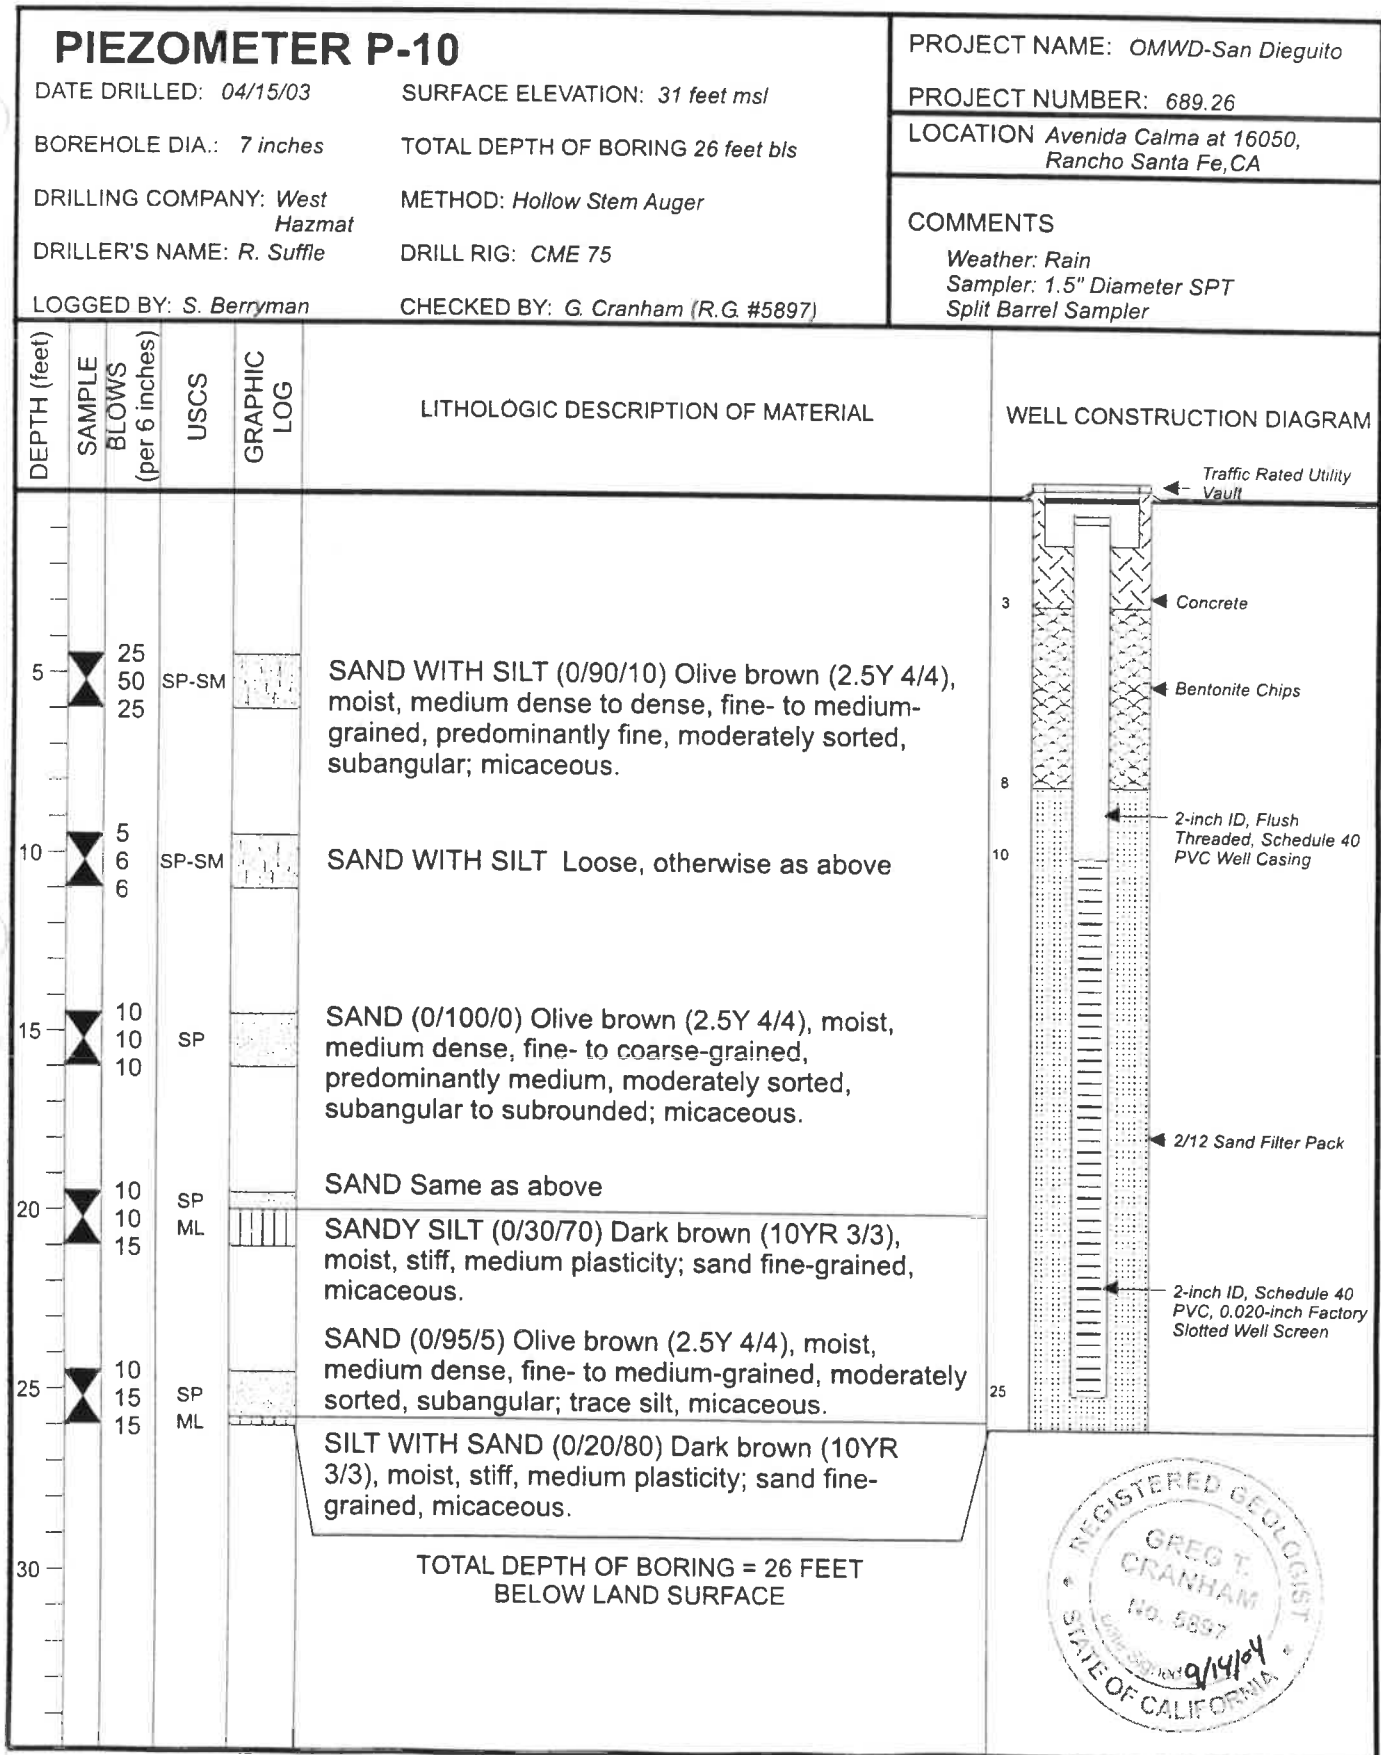 PIEZOMETER P-10
DATE DRILLED: 04/15/03
SURFACE ELEVATION: 31 feet msl
BOREHOLE DIA.: 7 inches
TOTAL DEPTH OF BORING 26 feet bls
DRILLING COMPANY: West
Hazmat
METHOD: Hollow Stem Auger
DRILLER'S NAME: R. Suffle
DRILL RIG: CME 75
LOGGED BY: S. Berryman
CHECKED BY: G. Cranham (R.G. #5897)
PROJECT NAME: OMWD-San Dieguito
PROJECT NUMBER: 689.26
LOCATION Avenida Calma at 16050,
Rancho Santa Fe,CA
COMMENTS
Weather: Rain
Sampler: 1.5" Diameter SPT
Split Barrel Sampler
DEPTH (feet)
SAMPLE
BLOWS
(per 6 inches)
USCS
GRAPHIC
LOG
LITHOLOGIC DESCRIPTION OF MATERIAL
WELL CONSTRUCTION DIAGRAM
Traffic Rated Utility
Vault
3
Concrete
5
25
50
25
SP-SM
SAND WITH SILT (0/90/10) Olive brown (2.5Y 4/4),
moist, medium dense to dense, fine- to medium-
grained, predominantly fine, moderately sorted,
subangular; micaceous.
Bentonite Chips
8
2-inch ID, Flush
Threaded, Schedule 40
PVC Well Casing
10
5
6
6
SP-SM
SAND WITH SILT Loose, otherwise as above
10
15
10
10
10
SP
SAND (0/100/0) Olive brown (2.5Y 4/4), moist,
medium dense, fine- to coarse-grained,
predominantly medium, moderately sorted,
subangular to subrounded; micaceous.
2/12 Sand Filter Pack
20
10
10
15
SP
ML
SAND Same as above
SANDY SILT (0/30/70) Dark brown (10YR 3/3),
moist, stiff, medium plasticity; sand fine-grained,
micaceous.
2-inch ID, Schedule 40
PVC, 0.020-inch Factory
Slotted Well Screen
25
10
15
15
SP
ML
SAND (0/95/5) Olive brown (2.5Y 4/4), moist,
medium dense, fine- to medium-grained, moderately
sorted, subangular; trace silt, micaceous.
25
SILT WITH SAND (0/20/80) Dark brown (10YR
3/3), moist, stiff, medium plasticity; sand fine-
grained, micaceous.
30
TOTAL DEPTH OF BORING = 26 FEET
BELOW LAND SURFACE
REGISTERED GEOLOGIST
GREG T.
CRANHAM
No. 5897
Signed 9/14/04
STATE OF CALIFORNIA